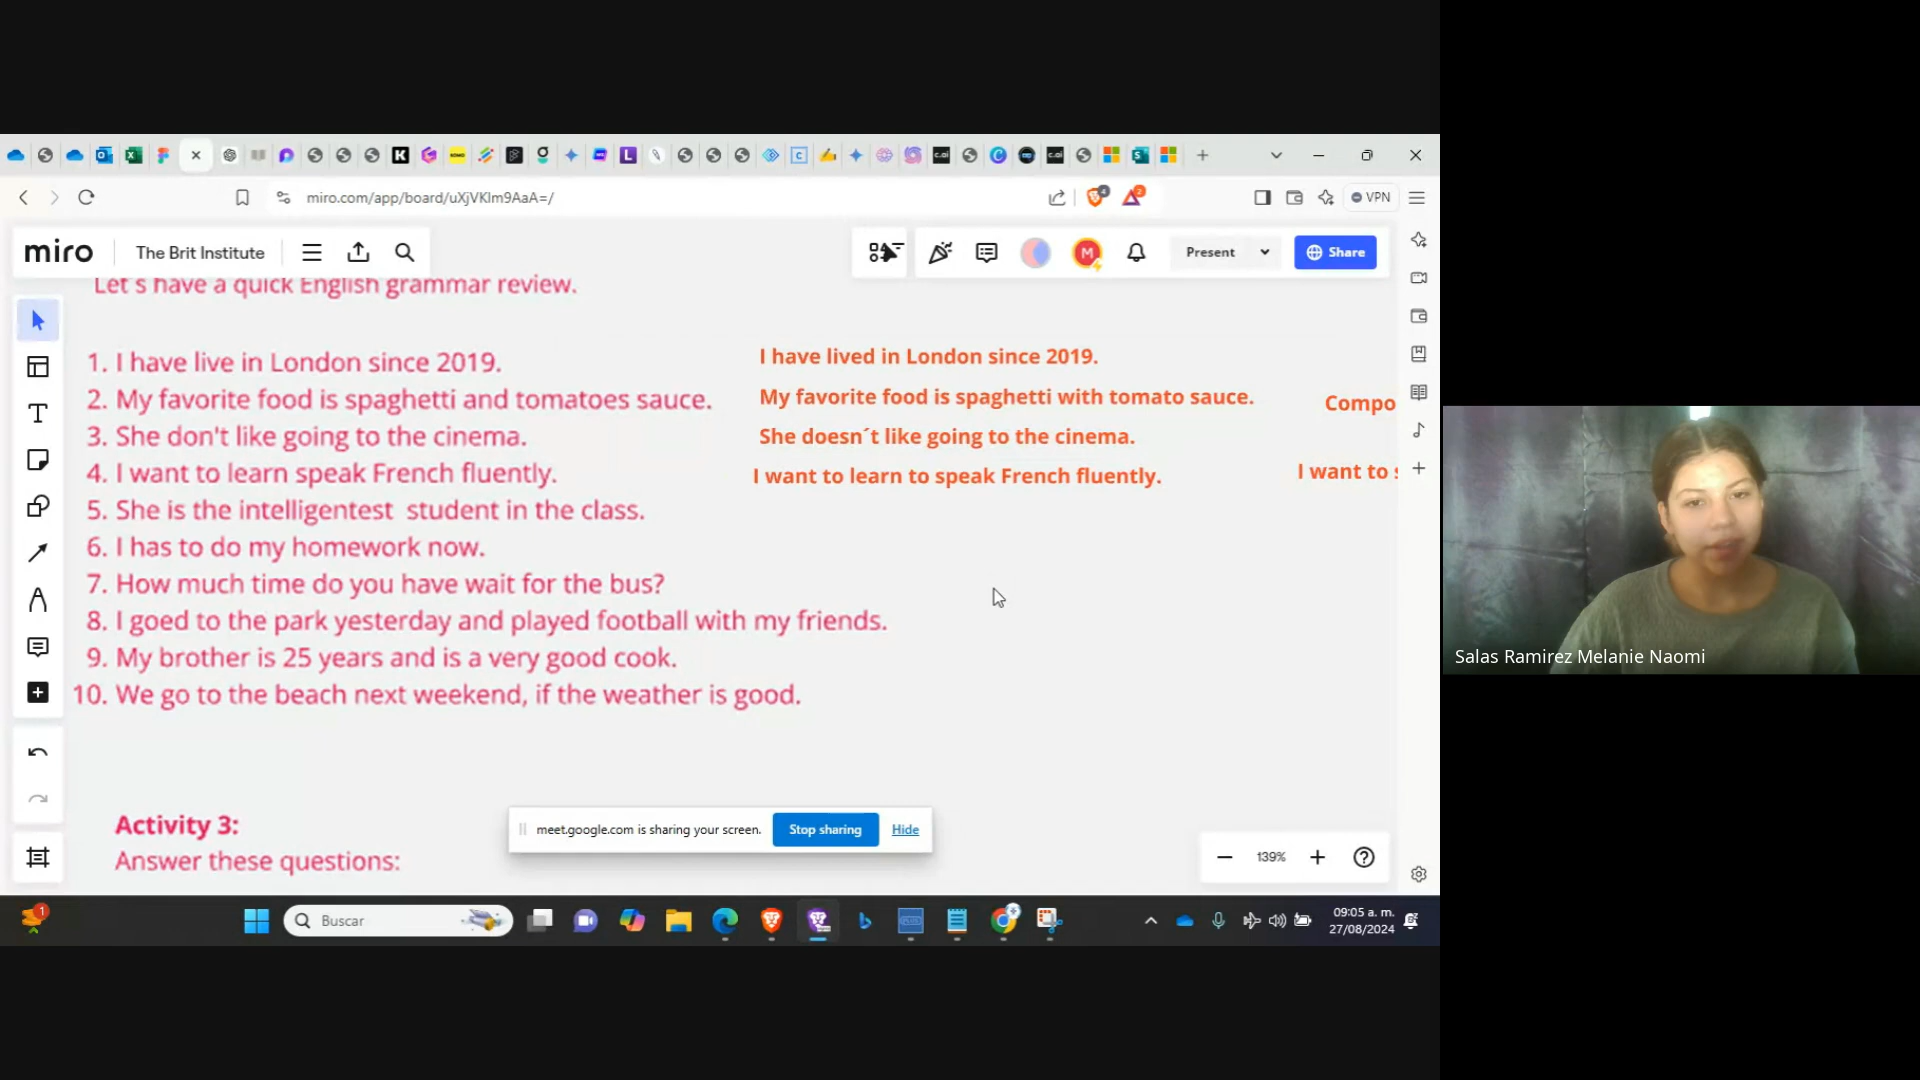 miro.com/app/board/uXjVKlm9AaA=/
VPN
miro
The Brit Institute
Present
Share
M
Let's have a quick English grammar review.
1. I have live in London since 2019.
2. My favorite food is spaghetti and tomatoes sauce.
3. She don't like going to the cinema.
4. I want to learn speak French fluently.
5. She is the intelligentest student in the class.
6. I has to do my homework now.
7. How much time do you have wait for the bus?
8. I goed to the park yesterday and played football with my friends.
9. My brother is 25 years and is a very good cook.
10. We go to the beach next weekend, if the weather is good.
I have lived in London since 2019.
My favorite food is spaghetti with tomato sauce.
She doesn´t like going to the cinema.
I want to learn to speak French fluently.
Compo
I want to
Activity 3:
Answer these questions:
meet.google.com is sharing your screen.
Stop sharing
Hide
139%
Buscar
09:05 a. m.
27/08/2024
Salas Ramirez Melanie Naomi